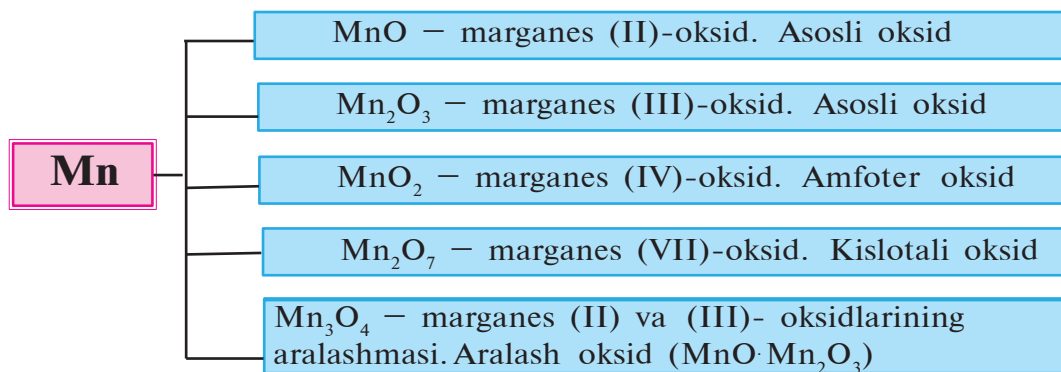 MnO – marganes (II)-oksid. Asosli oksid
Mn₂O₃ – marganes (III)-oksid. Asosli oksid
Mn
MnO₂ – marganes (IV)-oksid. Amfoter oksid
Mn₂O₇ – marganes (VII)-oksid. Kislotali oksid
Mn₃O₄ – marganes (II) va (III)- oksidlarining
aralashmasi. Aralash oksid (MnO·Mn₂O₃)